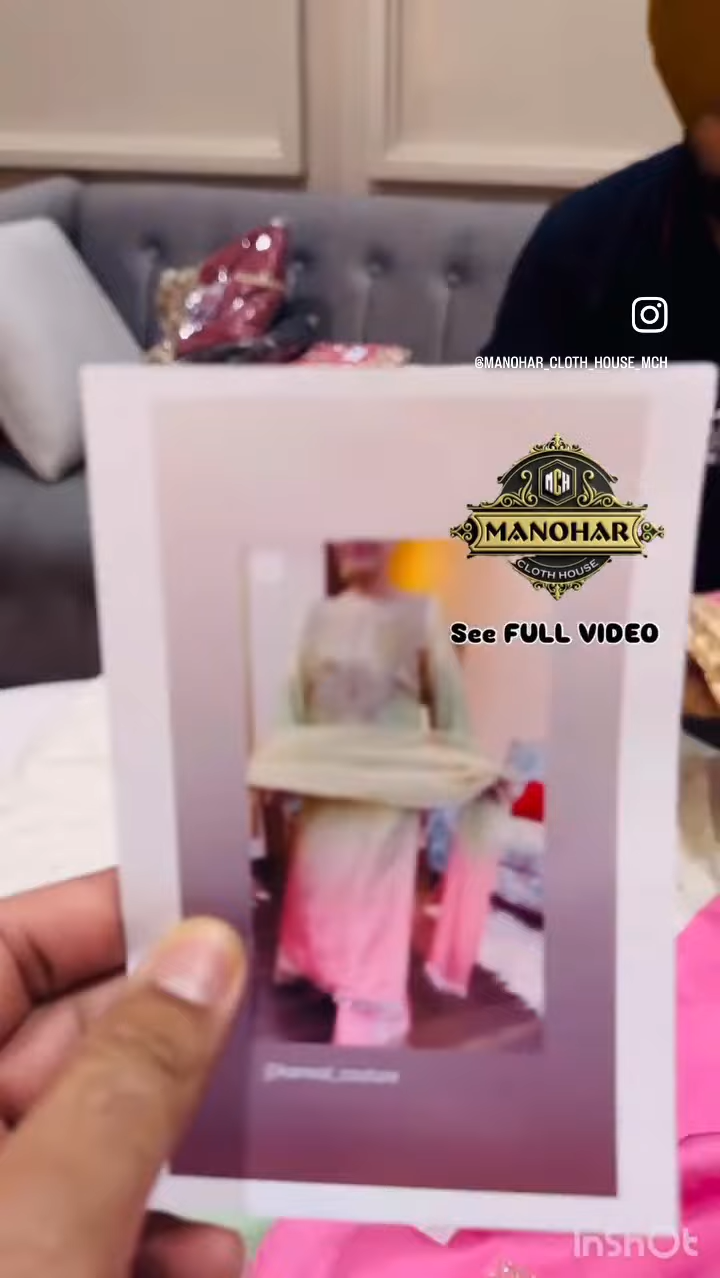 @MANOHAR_CLOTH_HOUSE_MCH
MCH
MANOHAR
CLOTH HOUSE
See FULL VIDEO
InShOt